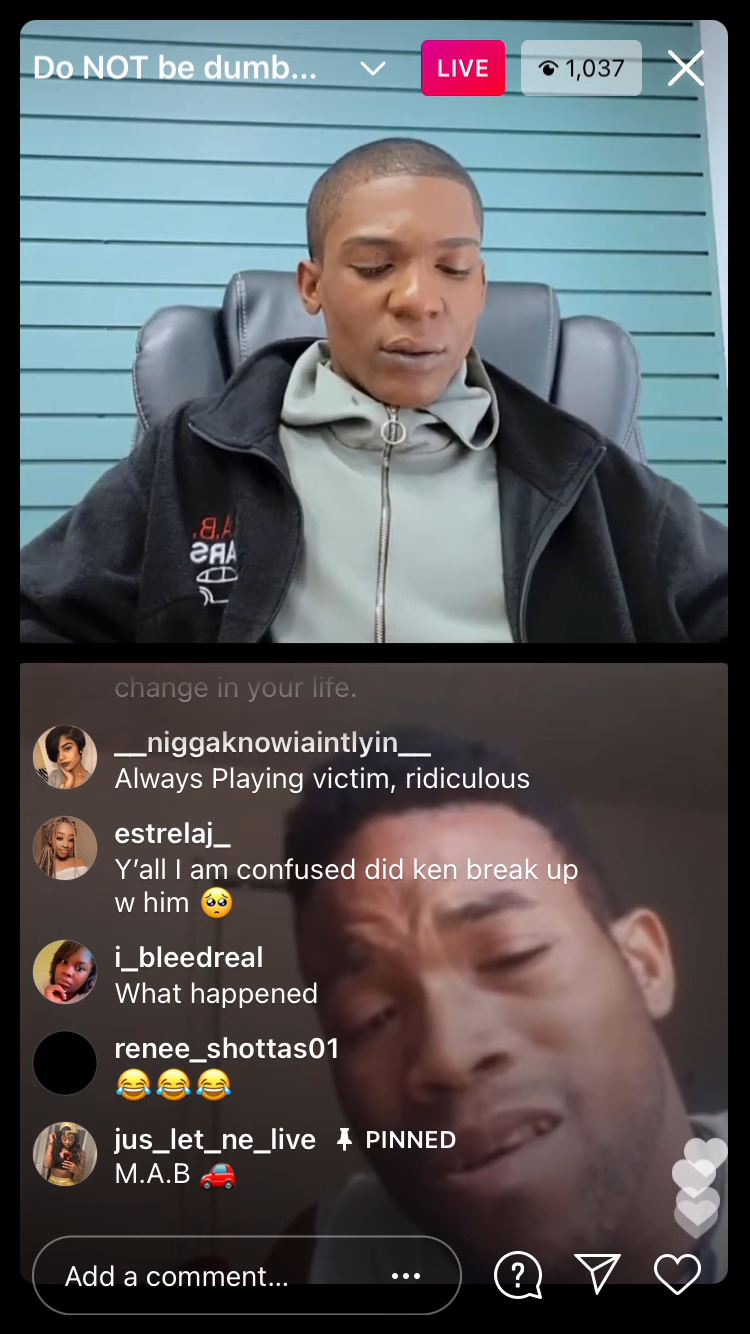 Do NOT be dumb...
LIVE
1,037
A.B.
ARS
change in your life.
__niggaknowiaintlyin__
Always Playing victim, ridiculous
estrelaj_
Y’all I am confused did ken break up
w him 🥺
i_bleedreal
What happened
renee_shottas01
😂😂😂
jus_let_ne_live PINNED
M.A.B 🚗
Add a comment...